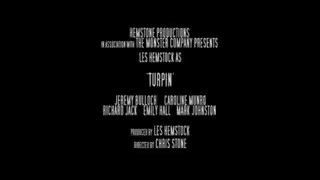 HEMSTONE PRODUCTIONS
IN ASSOCIATION WITH THE MONSTER COMPANY PRESENTS
LES HEMSTOCK AS
"TURPIN"
JEREMY BULLOCH CAROLINE MUNRO
RICHARD JACK EMILY HALL MARK JOHNSTON
PRODUCED BY LES HEMSTOCK
DIRECTED BY CHRIS STONE